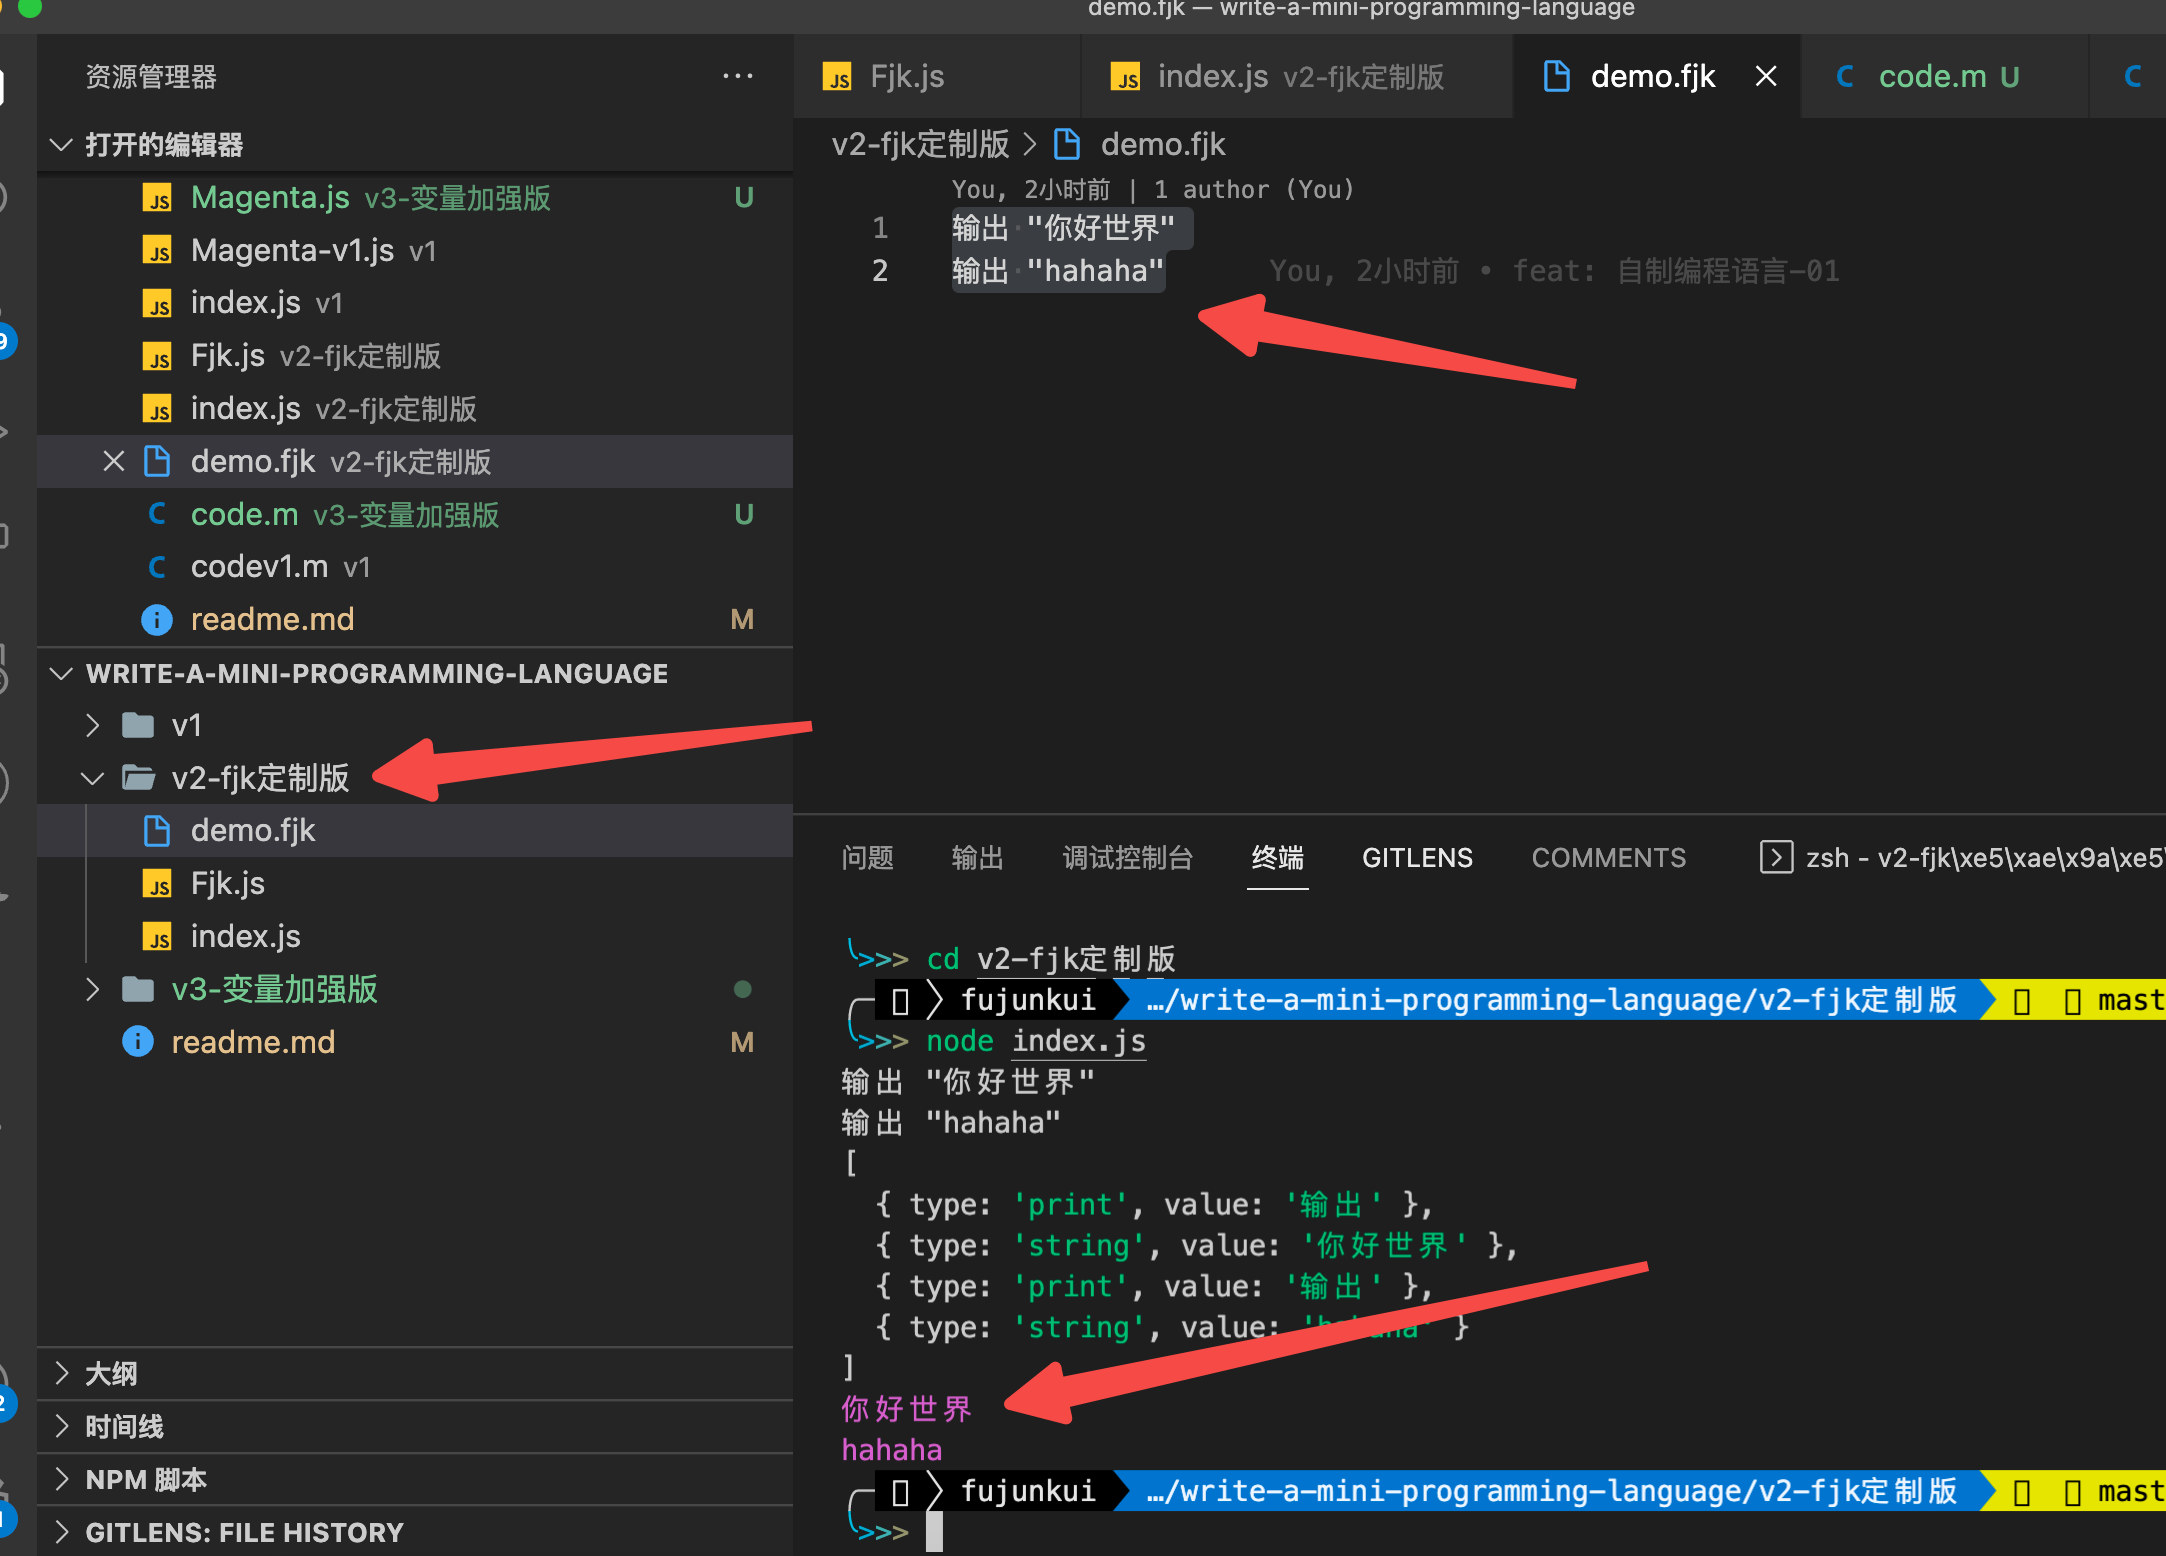 demo.fjk — write-a-mini-programming-language
资源管理器
打开的编辑器
Magenta.js v3-变量加强版 U
Magenta-v1.js v1
index.js v1
Fjk.js v2-fjk定制版
index.js v2-fjk定制版
demo.fjk v2-fjk定制版
code.m v3-变量加强版 U
codev1.m v1
readme.md M
WRITE-A-MINI-PROGRAMMING-LANGUAGE
v1
v2-fjk定制版
demo.fjk
Fjk.js
index.js
v3-变量加强版
readme.md M
大纲
时间线
NPM 脚本
GITLENS: FILE HISTORY
Fjk.js
index.js v2-fjk定制版
demo.fjk
code.m U
v2-fjk定制版 > demo.fjk
You, 2小时前 | 1 author (You)
1 输出 "你好世界"
2 输出 "hahaha" You, 2小时前 • feat: 自制编程语言-01
问题 输出 调试控制台 终端 GITLENS COMMENTS zsh - v2-fjk\xe5\xae\x9a\xe5
>>> cd v2-fjk定制版
fujunkui …/write-a-mini-programming-language/v2-fjk定制版 mast
>>> node index.js
输出 "你好世界"
输出 "hahaha"
[
{ type: 'print', value: '输出' },
{ type: 'string', value: '你好世界' },
{ type: 'print', value: '输出' },
{ type: 'string', value: 'hahaha' }
]
你好世界
hahaha
fujunkui …/write-a-mini-programming-language/v2-fjk定制版 mast
>>>